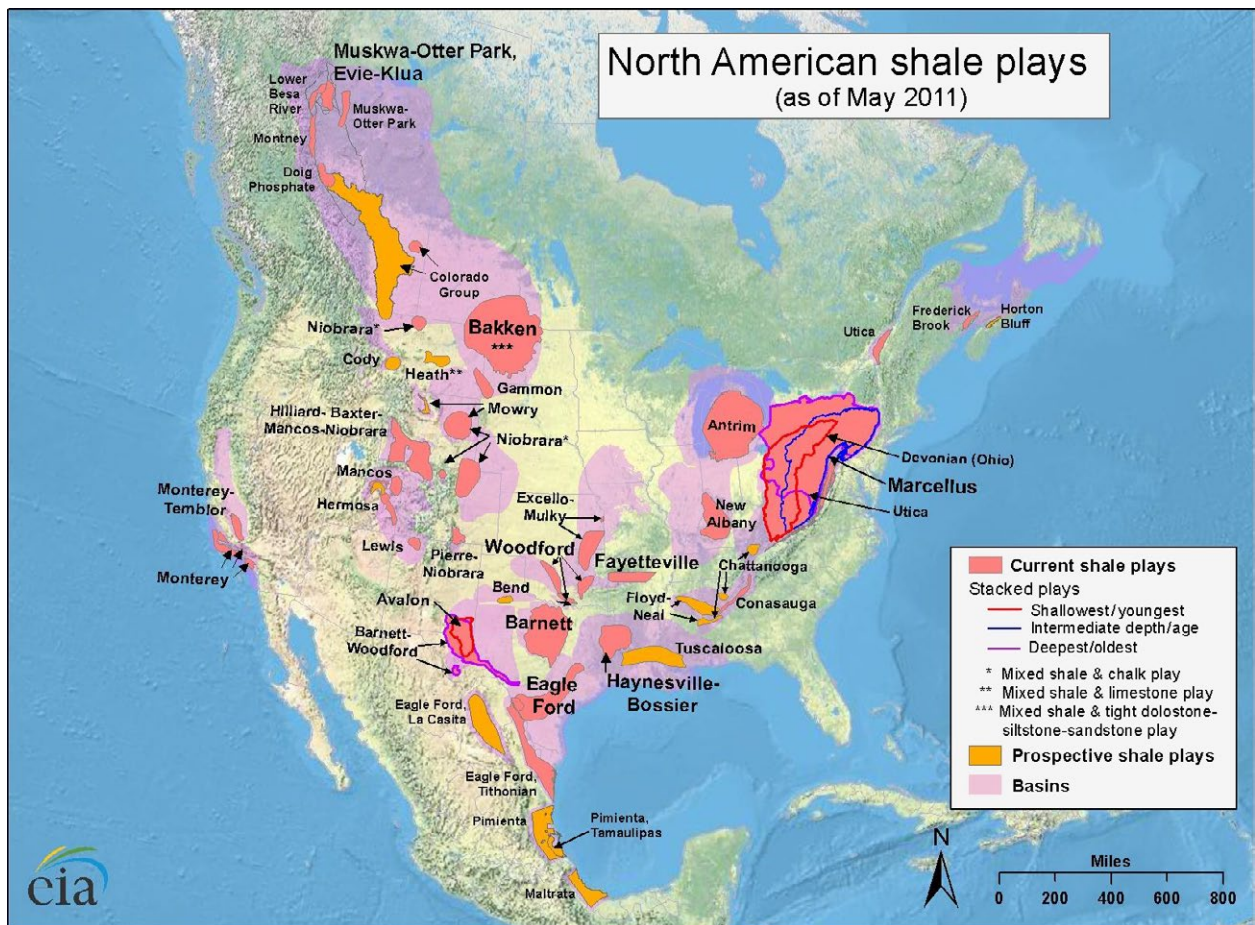 North American shale plays
(as of May 2011)
Muskwa-Otter Park,
Evie-Klua
Lower
Besa
River
Muskwa-
Otter Park
Montney
Doig
Phosphate
Colorado
Group
Niobrara*
Bakken
***
Cody
Heath**
Gammon
Mowry
Hilliard- Baxter-
Mancos-Niobrara
Niobrara*
Mancos
Hermosa
Monterey-
Temblor
Monterey
Lewis
Pierre-
Niobrara
Excello-
Mulky
Woodford
Fayetteville
New
Albany
Antrim
Utica
Frederick
Brook
Horton
Bluff
Devonian (Ohio)
Marcellus
Utica
Chattanooga
Conasauga
Floyd-
Neal
Tuscaloosa
Bend
Avalon
Barnett
Barnett-
Woodford
Eagle
Ford
Haynesville-
Bossier
Eagle Ford,
La Casita
Eagle Ford,
Tithonian
Pimienta
Pimienta,
Tamaulipas
Maltrata
Current shale plays
Stacked plays
Shallowest/youngest
Intermediate depth/age
Deepest/oldest
* Mixed shale & chalk play
** Mixed shale & limestone play
*** Mixed shale & tight dolostone-
siltstone-sandstone play
Prospective shale plays
Basins
N
Miles
0 200 400 600 800
eia